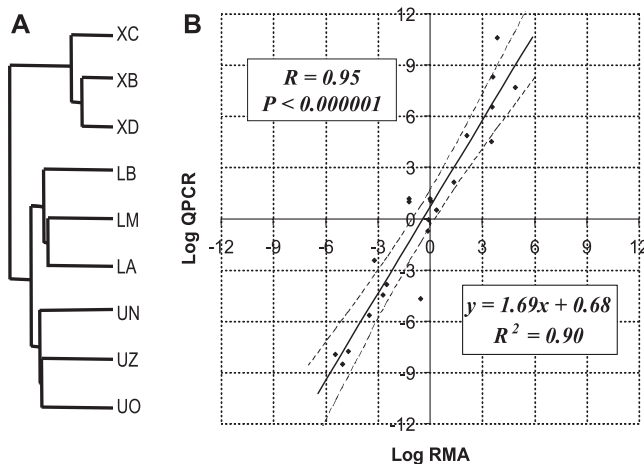 A
XC
XB
XD
LB
LM
LA
UN
UZ
UO
B
Log QPCR
12
9
6
3
0
-3
-6
-9
-12
-12 -9 -6 -3 0 3 6 9 12
R = 0.95
P < 0.000001
y = 1.69x + 0.68
R² = 0.90
Log RMA